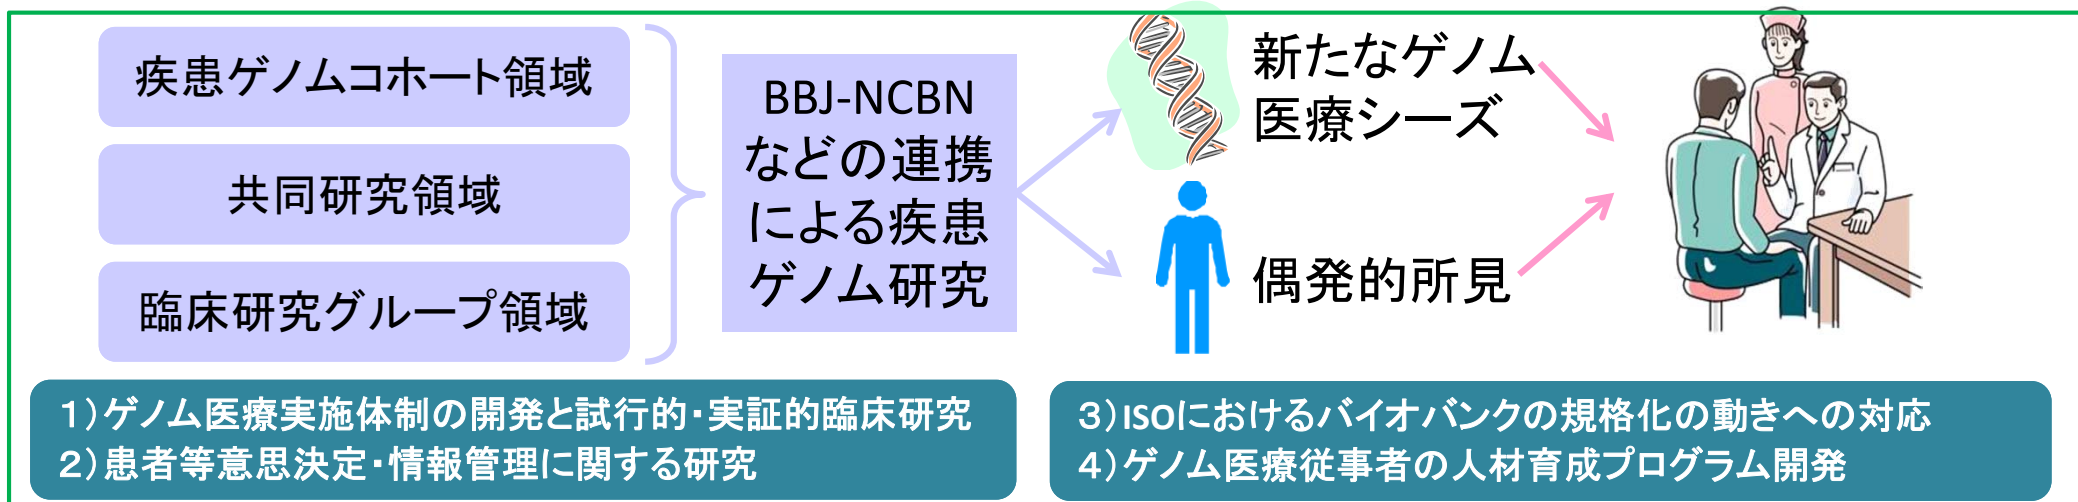 疾患ゲノムコホート領域
共同研究領域
臨床研究グループ領域
BBJ-NCBN
などの連携
による疾患
ゲノム研究
新たなゲノム
医療シーズ
偶発的所見
１）ゲノム医療実施体制の開発と試行的・実証的臨床研究
２）患者等意思決定・情報管理に関する研究
３）ISOにおけるバイオバンクの規格化の動きへの対応
４）ゲノム医療従事者の人材育成プログラム開発